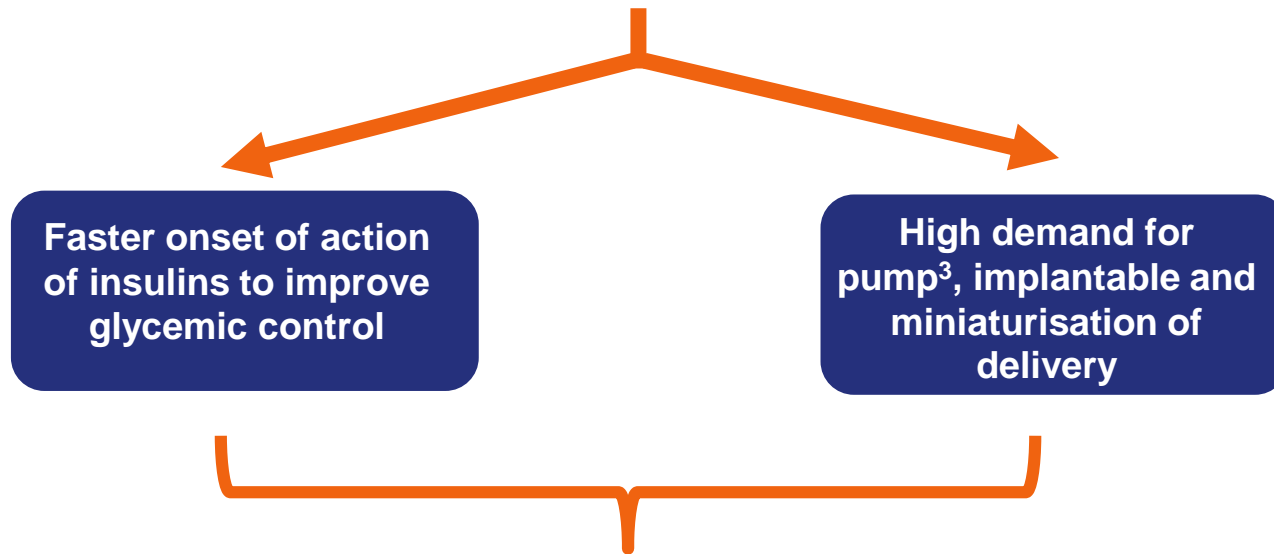 Faster onset of action
of insulins to improve
glycemic control
High demand for
pump³, implantable and
miniaturisation of
delivery